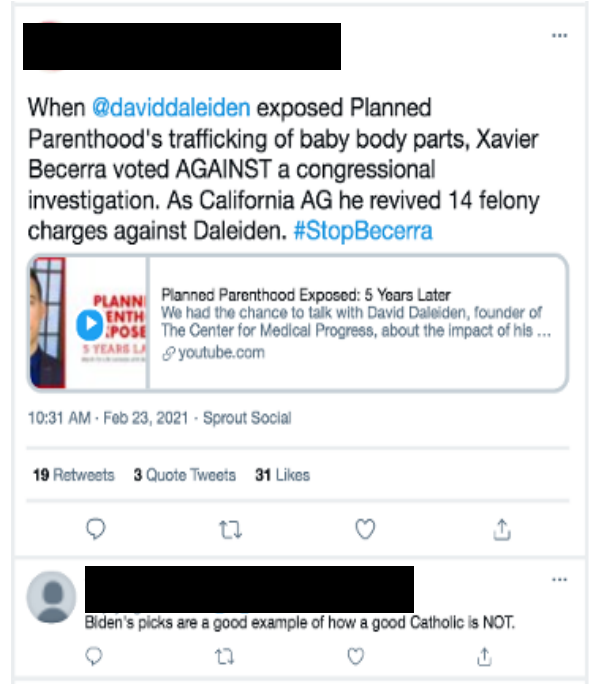 When @daviddaleiden exposed Planned
Parenthood's trafficking of baby body parts, Xavier
Becerra voted AGAINST a congressional
investigation. As California AG he revived 14 felony
charges against Daleiden. #StopBecerra
PLANN
ENTH
XPOSE
5 YEARS LA
Planned Parenthood Exposed: 5 Years Later
We had the chance to talk with David Daleiden, founder of
The Center for Medical Progress, about the impact of his ...
youtube.com
10:31 AM · Feb 23, 2021 · Sprout Social
19 Retweets 3 Quote Tweets 31 Likes
Biden's picks are a good example of how a good Catholic is NOT.